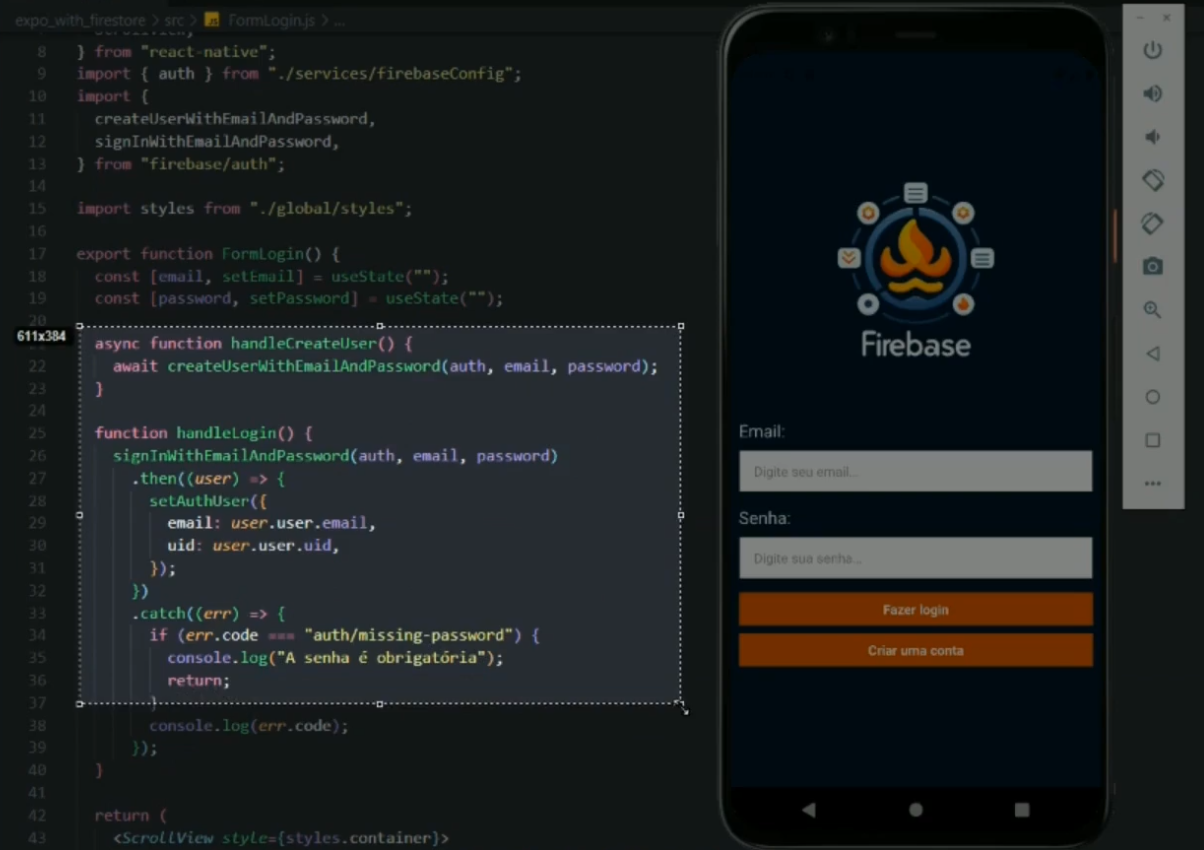 expo_with_firestore > src > JS FormLogin.js > ...
ScrollView,
8 } from "react-native";
9 import { auth } from "./services/firebaseConfig";
10 import {
11 createUserWithEmailAndPassword,
12 signInWithEmailAndPassword,
13 } from "firebase/auth";
14
15 import styles from "./global/styles";
16
17 export function FormLogin() {
18 const [email, setEmail] = useState("");
19 const [password, setPassword] = useState("");
20
611x384
async function handleCreateUser() {
22 await createUserWithEmailAndPassword(auth, email, password);
23 }
24
25 function handleLogin() {
26 signInWithEmailAndPassword(auth, email, password)
27 .then((user) => {
28 setAuthUser({
29 email: user.user.email,
30 uid: user.user.uid,
31 });
32 })
33 .catch((err) => {
34 if (err.code === "auth/missing-password") {
35 console.log("A senha é obrigatória");
36 return;
37 }
38 console.log(err.code);
39 });
40 }
41
42 return (
43 <ScrollView style={styles.container}>
Firebase
Email:
Digite seu email...
Senha:
Digite sua senha...
Fazer login
Criar uma conta